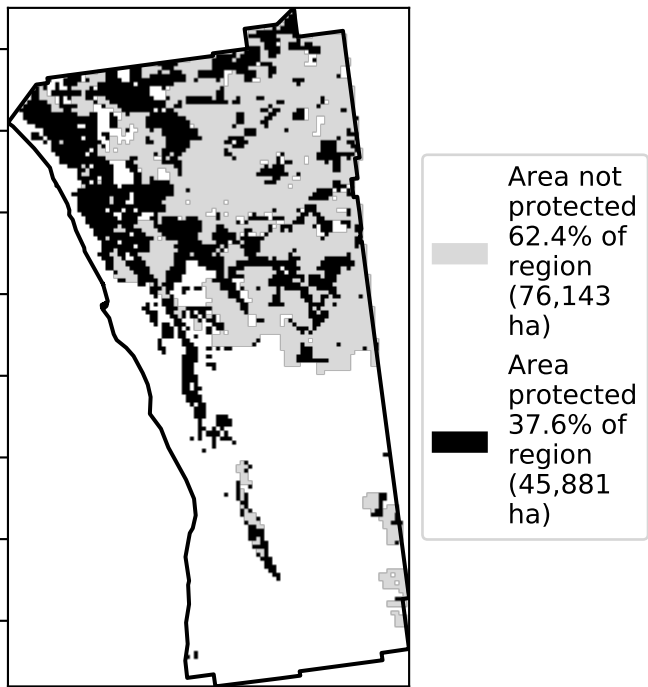 Area not
protected
62.4% of
region
(76,143
ha)
Area
protected
37.6% of
region
(45,881
ha)